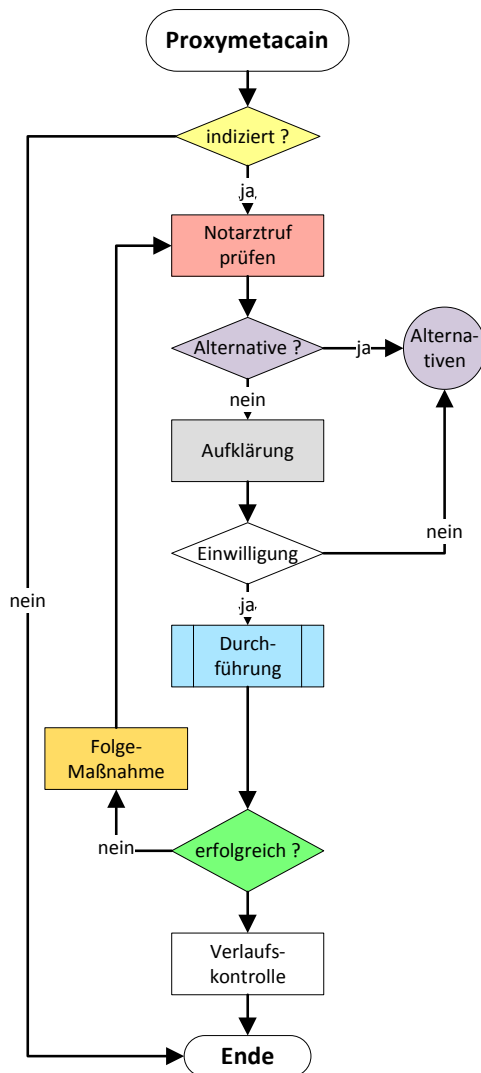 Proxymetacain
indiziert ?
ja
Notarztruf
prüfen
Alternative ?
ja
Alterna-
tiven
nein
Aufklärung
Einwilligung
nein
ja
nein
Durch-
führung
Folge-
Maßnahme
nein
erfolgreich ?
Verlaufs-
kontrolle
Ende